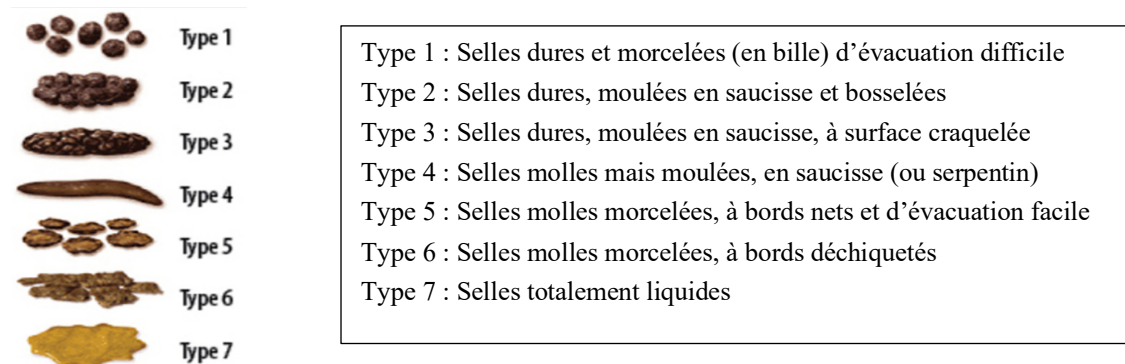 Type 1
Type 2
Type 3
Type 4
Type 5
Type 6
Type 7
Type 1 : Selles dures et morcelées (en bille) d’évacuation difficile
Type 2 : Selles dures, moulées en saucisse et bosselées
Type 3 : Selles dures, moulées en saucisse, à surface craquelée
Type 4 : Selles molles mais moulées, en saucisse (ou serpentin)
Type 5 : Selles molles morcelées, à bords nets et d’évacuation facile
Type 6 : Selles molles morcelées, à bords déchiquetés
Type 7 : Selles totalement liquides